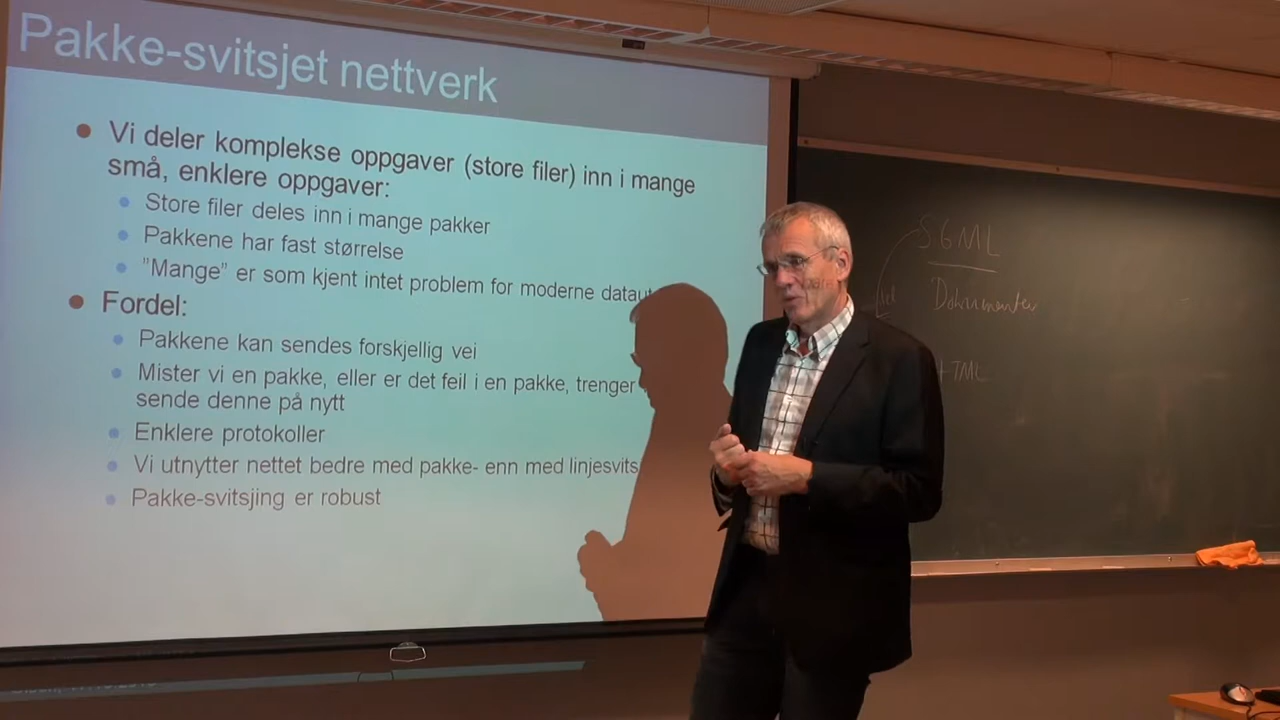 Pakke-svitsjet nettverk
Vi deler komplekse oppgaver (store filer) inn i mange
små, enklere oppgaver:
Store filer deles inn i mange pakker
Pakkene har fast størrelse
"Mange" er som kjent intet problem for moderne
Fordel:
Pakkene kan sendes forskjellig vei
Mister vi en pakke, eller er det feil i en pakke, trenger
sende denne på nytt
Enklere protokoller
Vi utnytter nettet bedre med pakke- enn med
Pakke-svitsjing er robust
SGML
Dokumenter